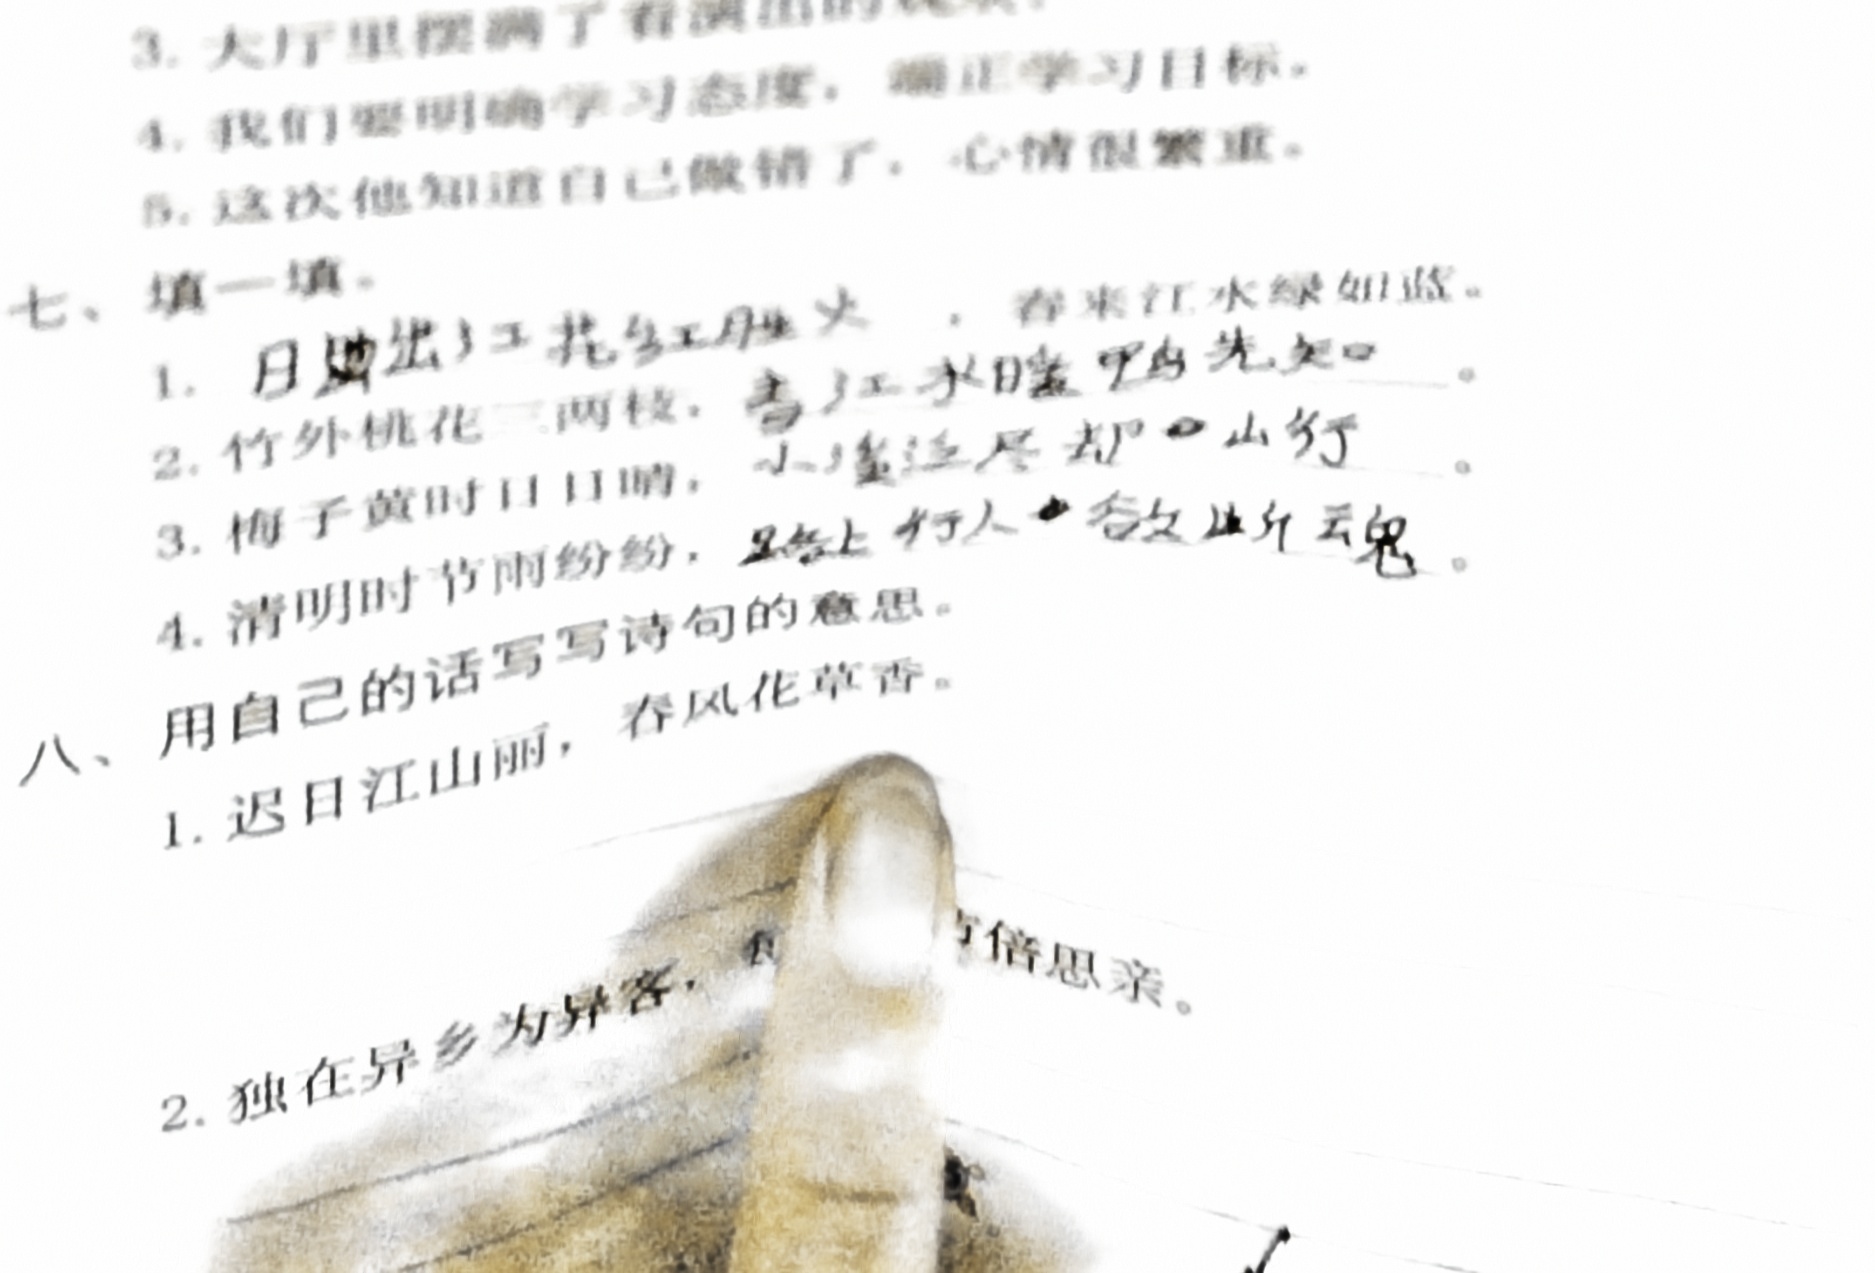 3. 大厅里摆满了看演出的观众。
4. 我们要明确学习态度，端正学习目标。
5. 这次他知道自己做错了，心情很繁重。
七、填一填。
1. 日出江花红胜火，春来江水绿如蓝。
2. 竹外桃花三两枝，春江水暖鸭先知。
3. 梅子黄时日日晴，小溪泛尽却山行。
4. 清明时节雨纷纷，路上行人欲断魂。
八、用自己的话写写诗句的意思。
1. 迟日江山丽，春风花草香。
2. 独在异乡为异客，倍思亲。